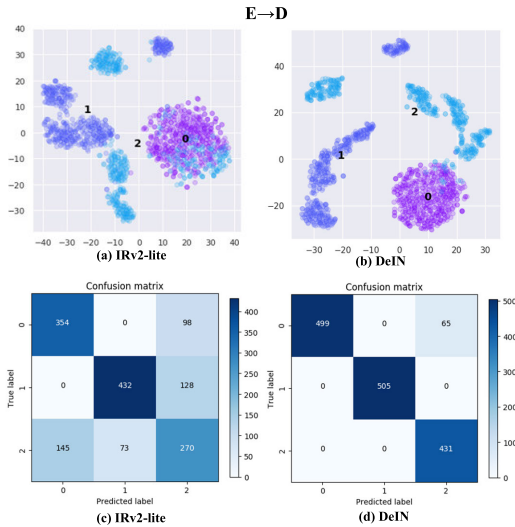 E→D
40
30
20
10
0
−10
−20
−30
−40 −30 −20 −10 0 10 20 30 40
1
2
0
(a) IRv2-lite
40
20
0
−20
−30 −20 −10 0 10 20 30
2
1
0
(b) DeIN
Confusion matrix
True label
0
1
2
354 0 98
0 432 128
145 73 270
0 1 2
Predicted label
400
350
300
250
200
150
100
50
0
(c) IRv2-lite
Confusion matrix
True label
0
1
2
499 0 65
0 505 0
0 0 431
0 1 2
Predicted label
500
400
300
200
100
0
(d) DeIN